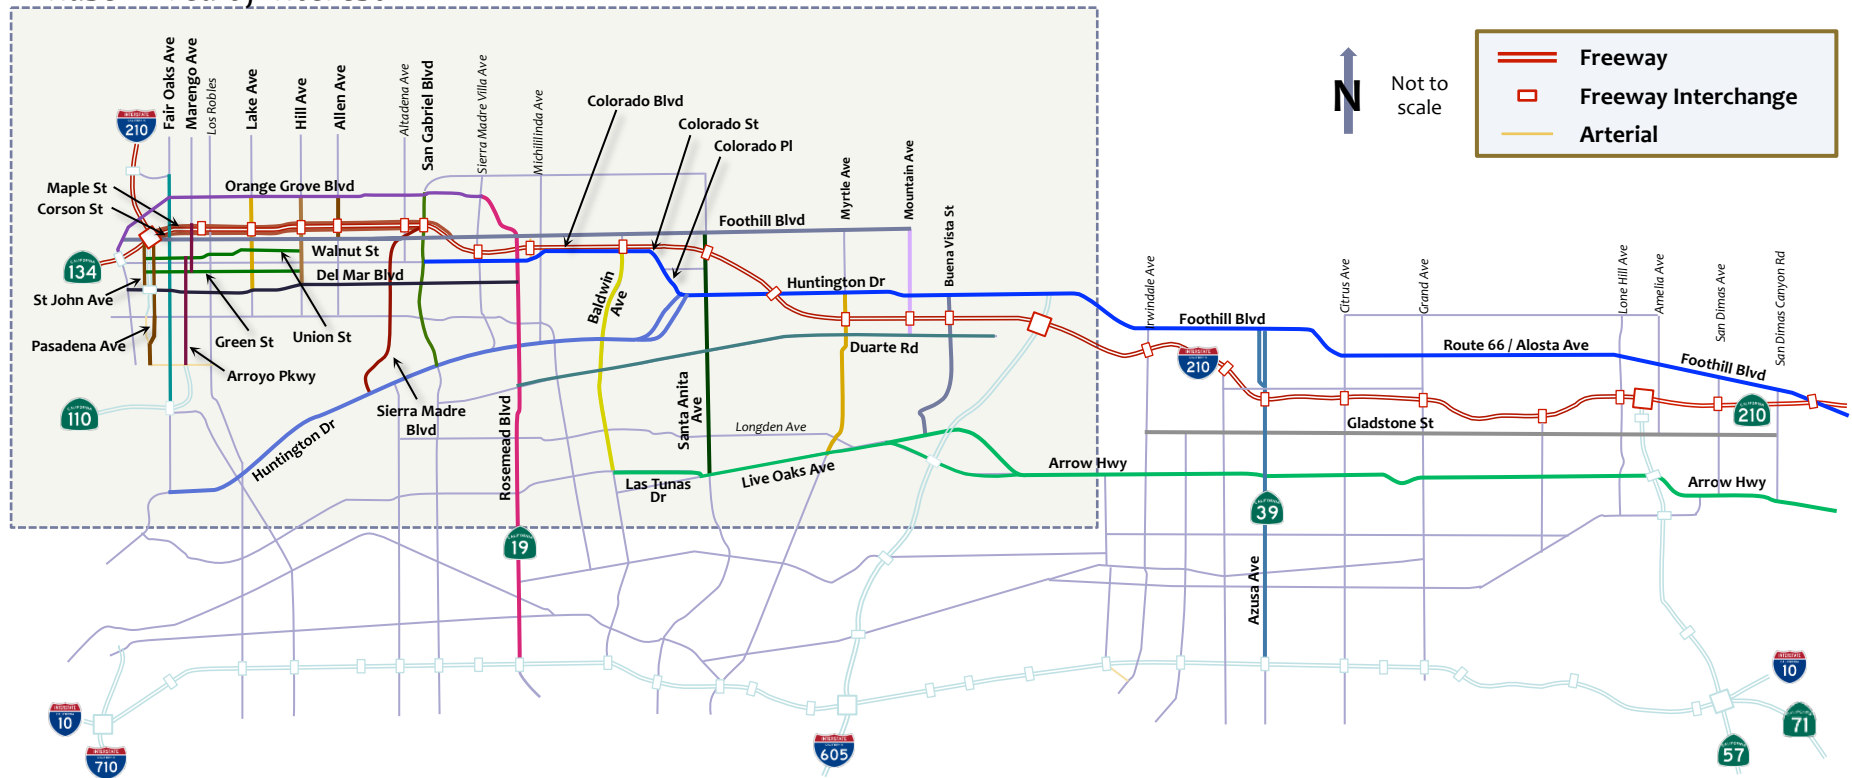 Fair Oaks Ave
Marengo Ave
Los Robles
Lake Ave
Hill Ave
Allen Ave
Altadena Ave
San Gabriel Blvd
Sierra Madre Villa Ave
Michillinda Ave
Colorado Blvd
Colorado St
Colorado Pl
Myrtle Ave
Mountain Ave
Buena Vista St
N
Not to
scale
Freeway
Freeway Interchange
Arterial
INTERSTATE
210
Maple St
Corson St
Orange Grove Blvd
Foothill Blvd
134
Walnut St
Del Mar Blvd
St John Ave
Pasadena Ave
Green St
Union St
Arroyo Pkwy
110
Sierra Madre
Blvd
Huntington Dr
Rosemead Blvd
Baldwin
Ave
Santa Anita
Ave
Huntington Dr
Duarte Rd
Longden Ave
Las Tunas
Dr
Live Oaks Ave
Arrow Hwy
19
Irwindale Ave
Foothill Blvd
210
Citrus Ave
Grand Ave
Lone Hill Ave
Amelia Ave
San Dimas Ave
San Dimas Canyon Rd
Route 66 / Alosta Ave
Foothill Blvd
210
Gladstone St
Arrow Hwy
39
Azusa Ave
10
710
605
10
71
57